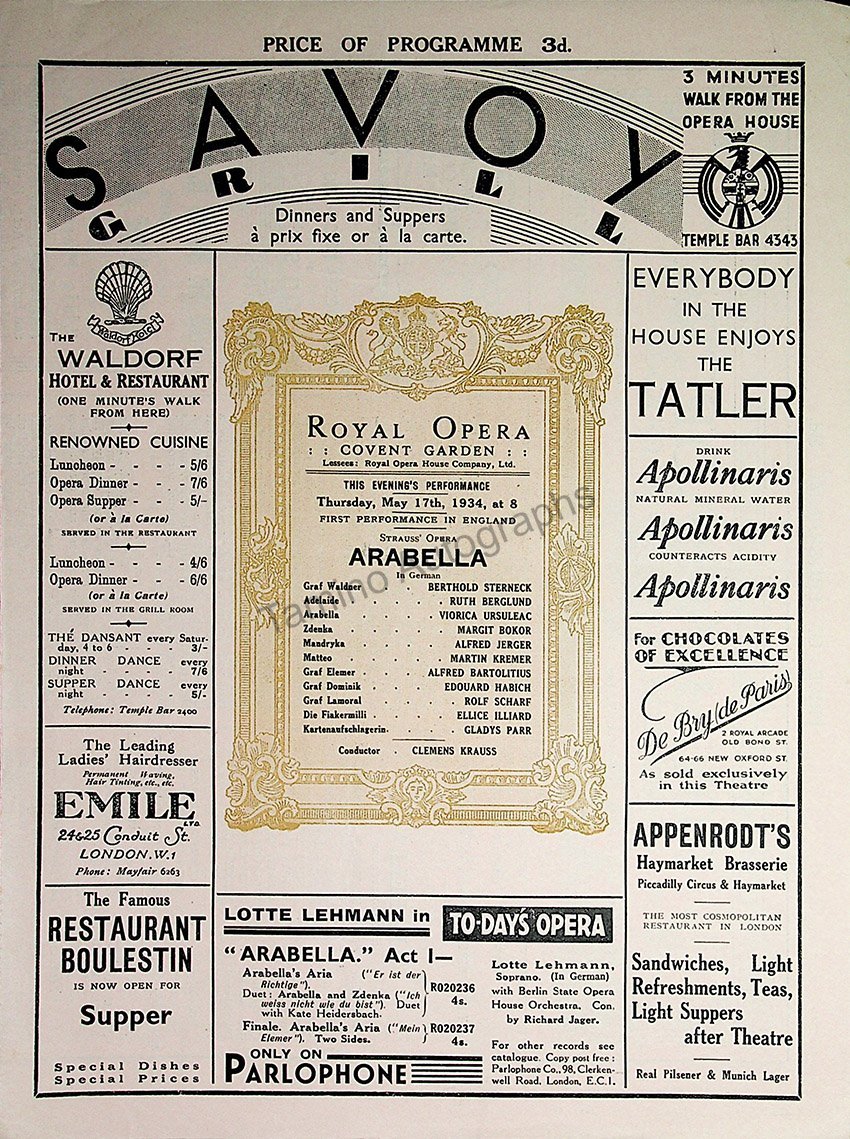 PRICE OF PROGRAMME 3d.
SAVOY
GRILL
Dinners and Suppers
à prix fixe or à la carte.
3 MINUTES
WALK FROM THE
OPERA HOUSE
TEMPLE BAR 4343
Waldorf Hotel
THE
WALDORF
HOTEL & RESTAURANT
(ONE MINUTE'S WALK
FROM HERE)
RENOWNED CUISINE
Luncheon - - - 5/6
Opera Dinner - - 7/6
Opera Supper - - 5/-
(or à la Carte)
SERVED IN THE RESTAURANT
Luncheon - - - 4/6
Opera Dinner - - 6/6
(or à la Carte)
SERVED IN THE GRILL ROOM
THÉ DANSANT every Satur-
day, 4 to 6 - - 3/-
DINNER DANCE every
night - - - 7/6
SUPPER DANCE every
night - - - 5/-
Telephone: Temple Bar 2400
The Leading
Ladies' Hairdresser
Permanent Waving,
Hair Tinting, etc., etc.
EMILE LTD.
24&25 Conduit St.
LONDON.W.1
Phone: Mayfair 6263
The Famous
RESTAURANT
BOULESTIN
IS NOW OPEN FOR
Supper
Special Dishes
Special Prices
ROYAL OPERA
: : COVENT GARDEN : :
Lessees: Royal Opera House Company, Ltd.
THIS EVENING'S PERFORMANCE
Thursday, May 17th, 1934, at 8
FIRST PERFORMANCE IN ENGLAND
STRAUSS' OPERA
ARABELLA
In German
Graf Waldner . . BERTHOLD STERNECK
Adelaide . . . . RUTH BERGLUND
Arabella . . . . VIORICA URSULEAC
Zdenka . . . . . MARGIT BOKOR
Mandryka . . . . ALFRED JERGER
Matteo . . . . . MARTIN KREMER
Graf Elemer . . . ALFRED BARTOLITIUS
Graf Dominik . . . EDOUARD HABICH
Graf Lamoral . . . ROLF SCHARF
Die Fiakermilli . . . ELLICE ILLIARD
Kartenaufschlagerin. . . GLADYS PARR
Conductor . CLEMENS KRAUSS
Tamino Autographs
LOTTE LEHMANN in TO-DAY'S OPERA
"ARABELLA." Act I—
Arabella's Aria ("Er ist der
Richtige").
Duet: Arabella and Zdenka ("Ich
weiss nicht wie du bist"). Duet
with Kate Heidersbach.
RO20236
4s.
Finale. Arabella's Aria ("Mein
Elemer"). Two Sides.
RO20237
4s.
ONLY ON
PARLOPHONE
Lotte Lehmann,
Soprano. (In German)
with Berlin State Opera
House Orchestra. Con.
by Richard Jager.
For other records see
catalogue. Copy post free:
Parlophone Co., 98, Clerken-
well Road, London, E.C.1.
EVERYBODY
IN THE
HOUSE ENJOYS
THE
TATLER
DRINK
Apollinaris
NATURAL MINERAL WATER
Apollinaris
COUNTERACTS ACIDITY
Apollinaris
For CHOCOLATES
OF EXCELLENCE
De Bry (de Paris)
2 ROYAL ARCADE
OLD BOND ST.
64-66 NEW OXFORD ST.
As sold exclusively
in this Theatre
APPENRODT'S
Haymarket Brasserie
Piccadilly Circus & Haymarket
THE MOST COSMOPOLITAN
RESTAURANT IN LONDON
Sandwiches, Light
Refreshments, Teas,
Light Suppers
after Theatre
Real Pilsener & Munich Lager